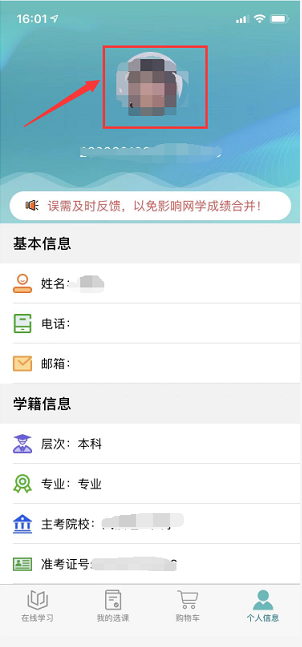 16:01
误需及时反馈，以免影响网学成绩合并！
基本信息
姓名：
电话：
邮箱：
学籍信息
层次：本科
专业：专业
主考院校：
准考证号：
在线学习 我的选课 购物车 个人信息